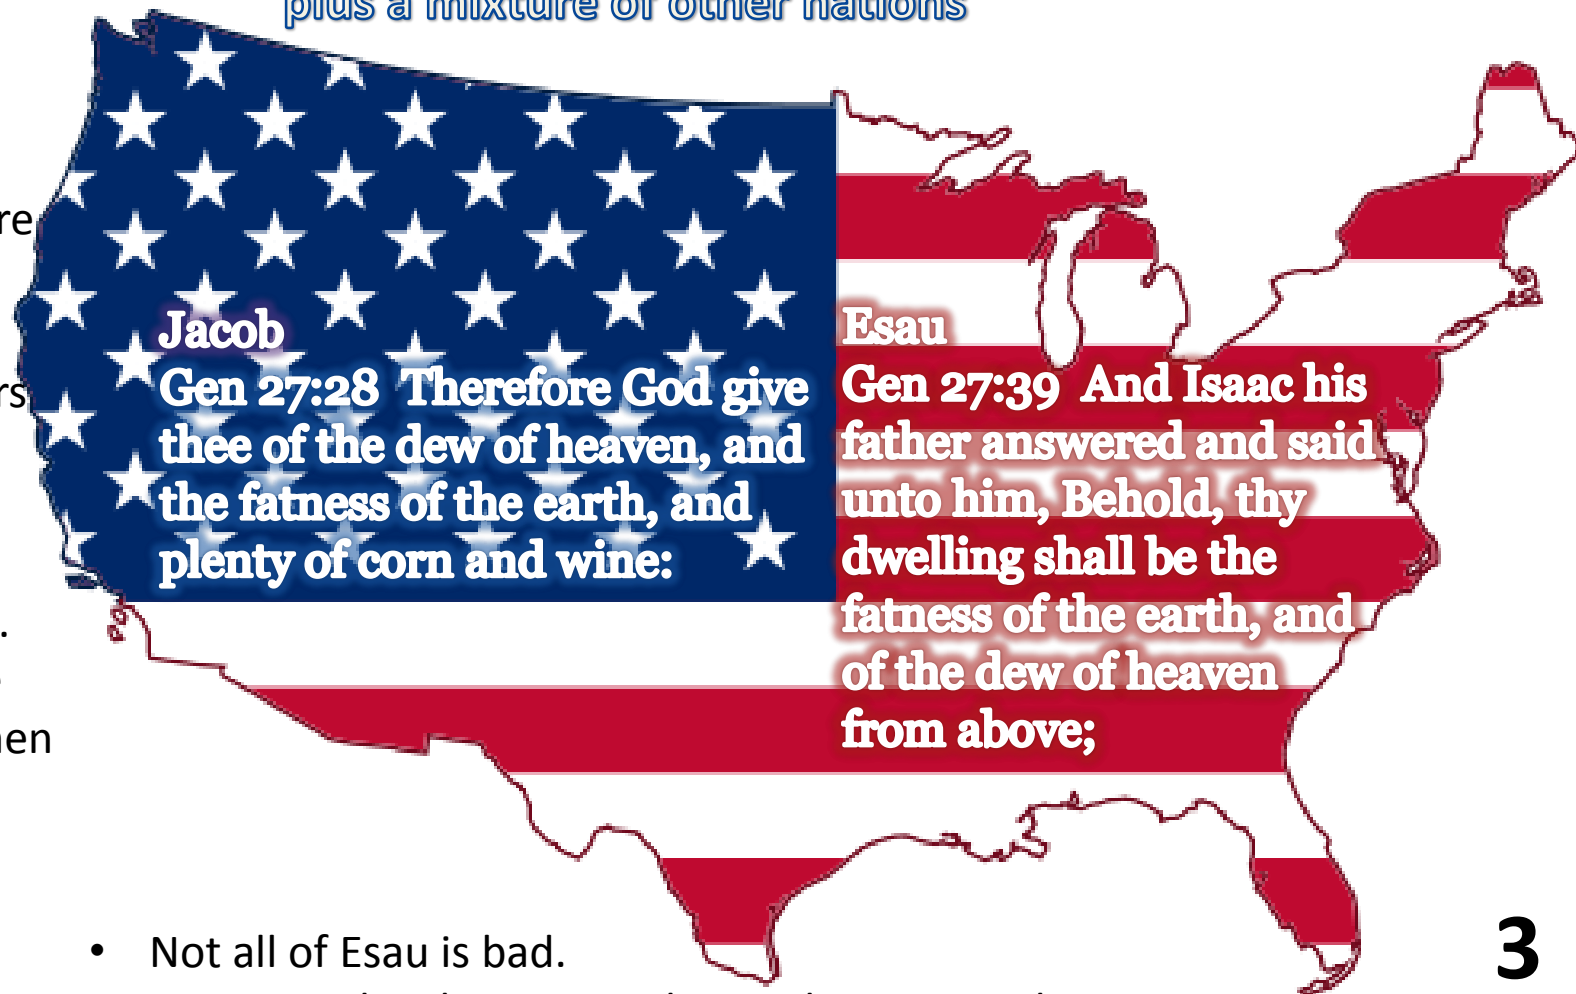 plus a mixture of other nations
Jacob
Gen 27:28  Therefore God give
thee of the dew of heaven, and
the fatness of the earth, and
plenty of corn and wine:
Esau
Gen 27:39  And Isaac his
father answered and said
unto him, Behold, thy
dwelling shall be the
fatness of the earth, and
of the dew of heaven
from above;
• Not all of Esau is bad.
3